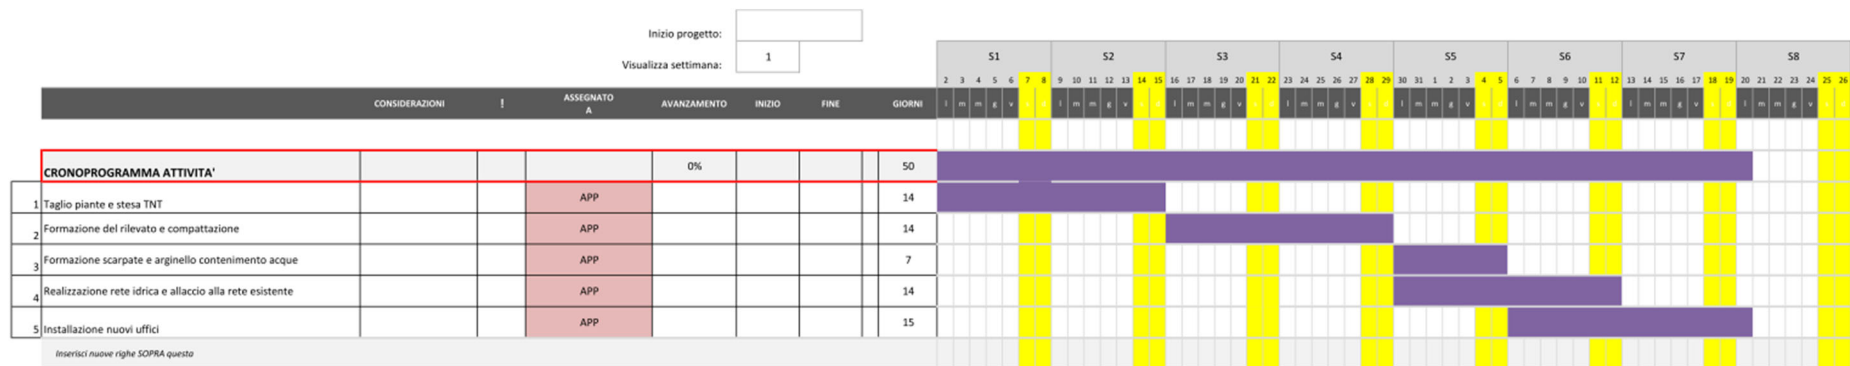 Inizio progetto:
Visualizza settimana: 1
S1 S2 S3 S4 S5 S6 S7 S8
2 3 4 5 6 7 8 9 10 11 12 13 14 15 16 17 18 19 20 21 22 23 24 25 26 27 28 29 30 31 1 2 3 4 5 6 7 8 9 10 11 12 13 14 15 16 17 18 19 20 21 22 23 24 25 26
CONSIDERAZIONI ! ASSEGNATO A AVANZAMENTO INIZIO FINE GIORNI l m m g v s d l m m g v s d l m m g v s d l m m g v s d l m m g v s d l m m g v s d l m m g v s d l m m g v s d
CRONOPROGRAMMA ATTIVITA' 0% 50
1 Taglio piante e stesa TNT APP 14
2 Formazione del rilevato e compattazione APP 14
3 Formazione scarpate e arginello contenimento acque APP 7
4 Realizzazione rete idrica e allaccio alla rete esistente APP 14
5 Installazione nuovi uffici APP 15
Inserisci nuove righe SOPRA questa